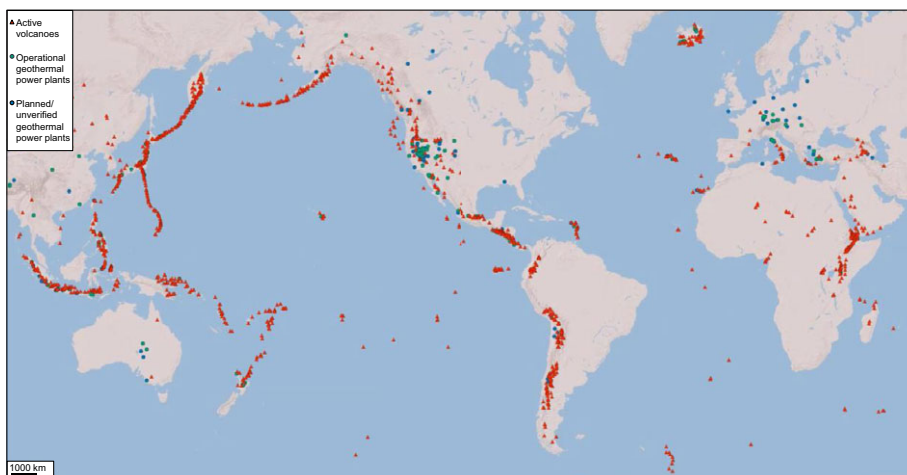 Active
volcanoes
Operational
geothermal
power plants
Planned/
unverified
geothermal
power plants
1000 km